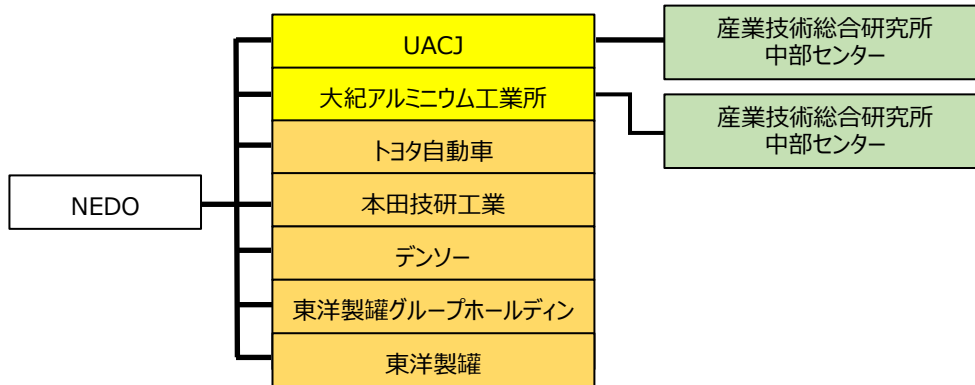 UACJ
産業技術総合研究所
中部センター
大紀アルミニウム工業所
産業技術総合研究所
中部センター
トヨタ自動車
NEDO
本田技研工業
デンソー
東洋製罐グループホールディン
東洋製罐